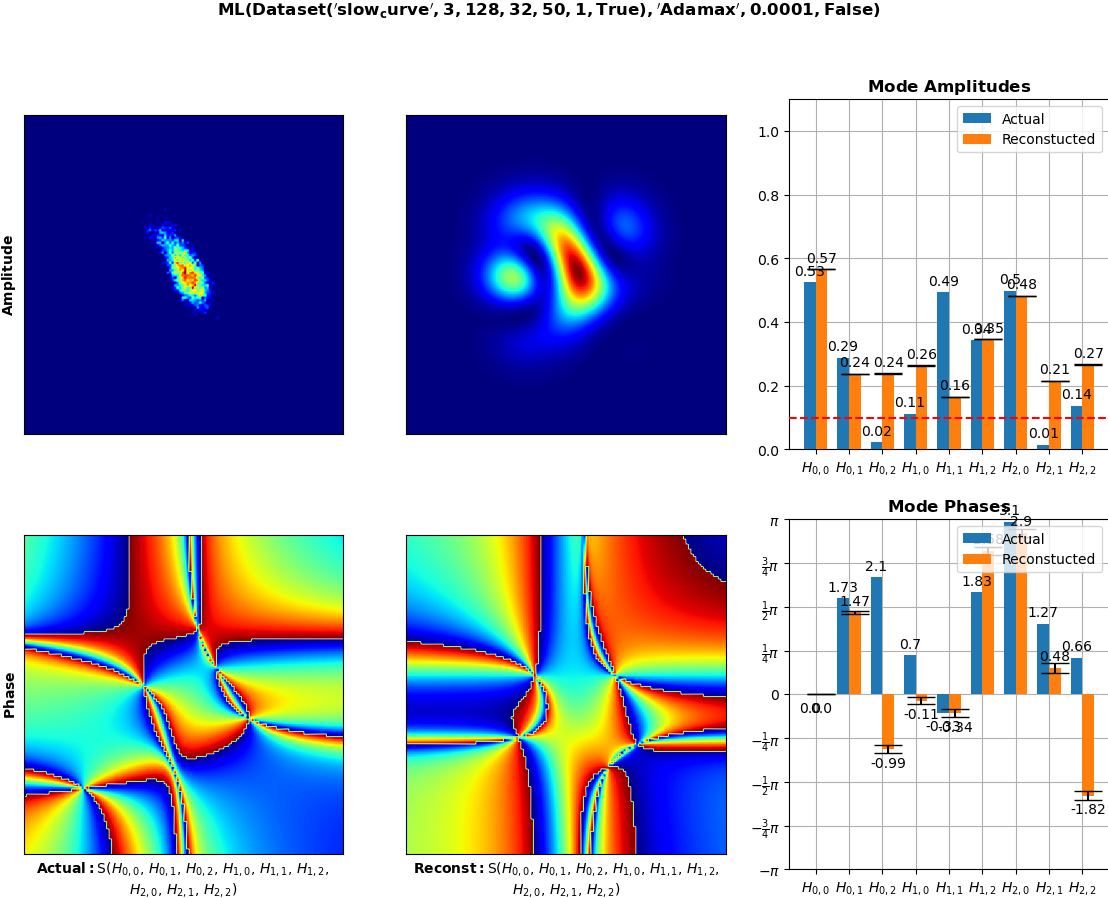 ML(Dataset('slow_curve', 3, 128, 32, 50, 1, True), 'Adamax', 0.0001, False)
Mode Amplitudes
Actual
Reconstucted
1.0
0.8
0.6
0.4
0.2
0.0
0.53
0.57
0.29
0.24
0.02
0.24
0.11
0.26
0.49
0.16
0.34
0.35
0.5
0.48
0.01
0.21
0.14
0.27
H0,0 H0,1 H0,2 H1,0 H1,1 H1,2 H2,0 H2,1 H2,2
Amplitude
Mode Phases
Actual
Reconstucted
π
3/4π
1/2π
1/4π
0
−1/4π
−1/2π
−3/4π
−π
0.0
0.0
1.73
1.47
2.1
-0.99
0.7
-0.11
-0.34
1.83
3.1
2.9
1.27
0.48
0.66
-1.82
H0,0 H0,1 H0,2 H1,0 H1,1 H1,2 H2,0 H2,1 H2,2
Phase
Actual: S(H0,0, H0,1, H0,2, H1,0, H1,1, H1,2,
H2,0, H2,1, H2,2)
Reconst: S(H0,0, H0,1, H0,2, H1,0, H1,1, H1,2,
H2,0, H2,1, H2,2)